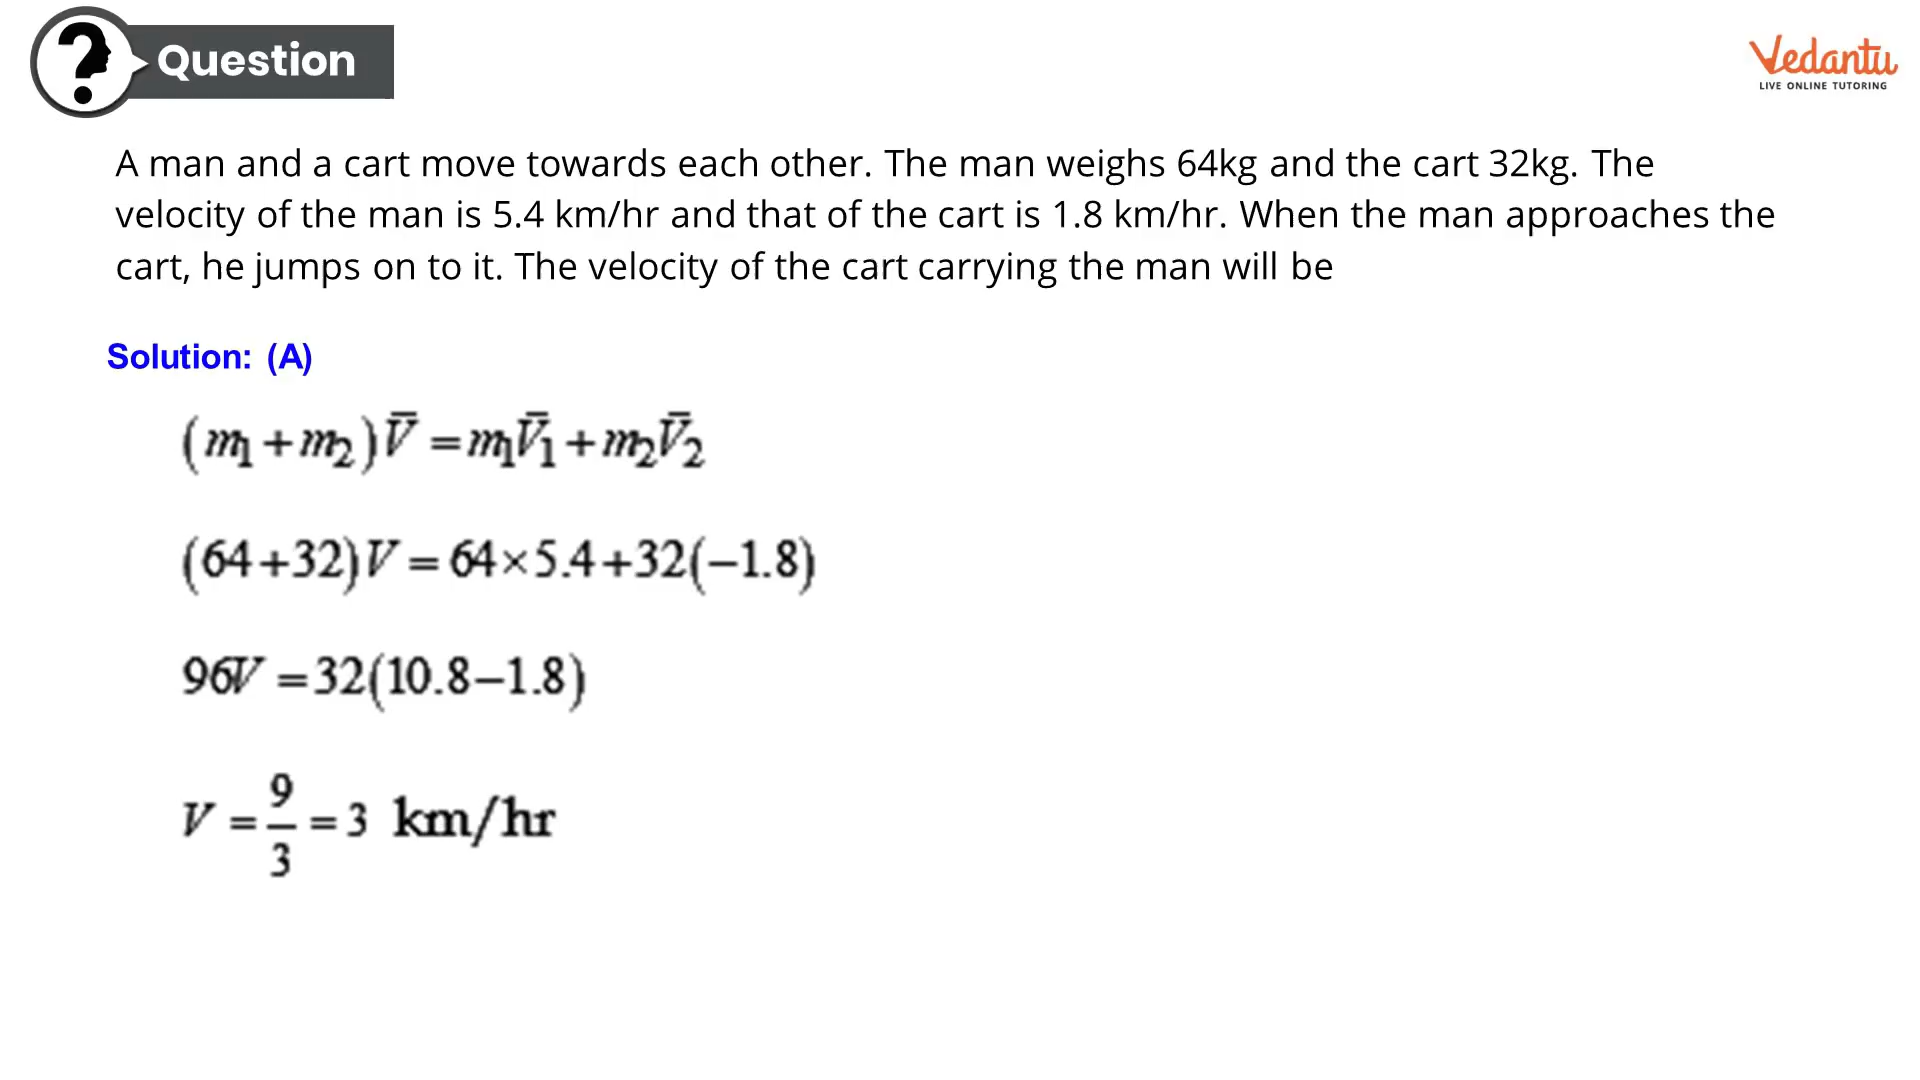 Question
Vedantu
LIVE ONLINE TUTORING
A man and a cart move towards each other. The man weighs 64kg and the cart 32kg. The
velocity of the man is 5.4 km/hr and that of the cart is 1.8 km/hr. When the man approaches the
cart, he jumps on to it. The velocity of the cart carrying the man will be
Solution: (A)
(m₁+m₂)V̅ =m₁V̅₁+m₂V̅₂
(64+32)V = 64×5.4+32(−1.8)
96V =32(10.8−1.8)
V = 9/3 = 3 km/hr